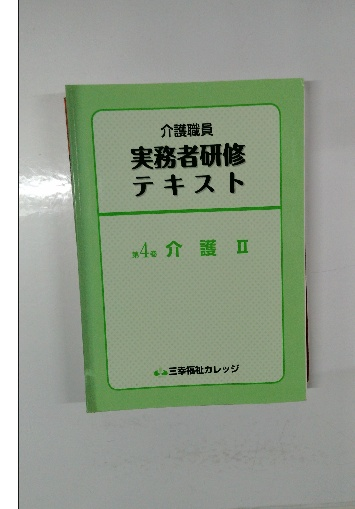 介護職員
実務者研修
テキスト
第4巻 介護 II
三幸福祉カレッジ